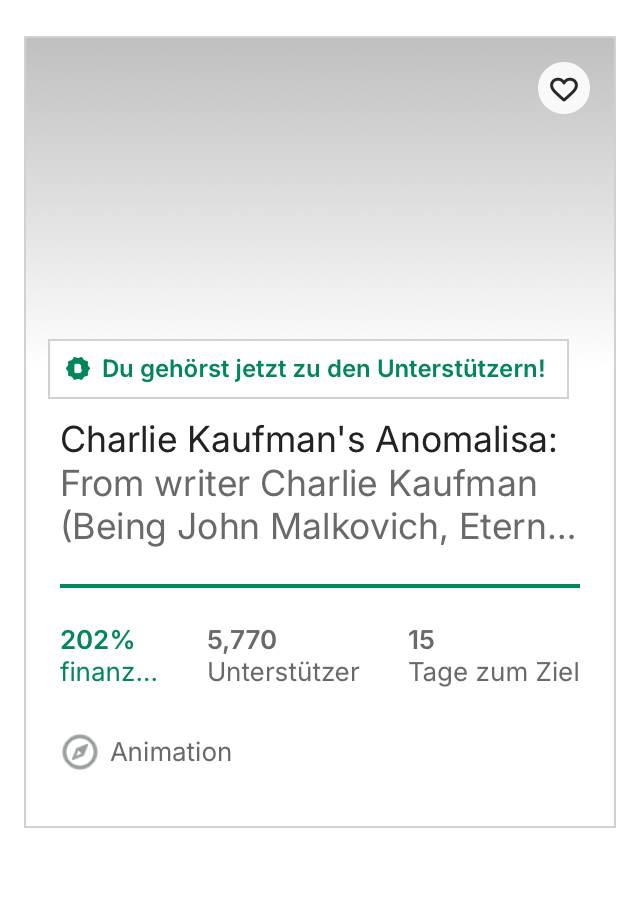 Du gehörst jetzt zu den Unterstützern!
Charlie Kaufman's Anomalisa:
From writer Charlie Kaufman
(Being John Malkovich, Etern...
202% 5,770 15
finanz... Unterstützer Tage zum Ziel
Animation